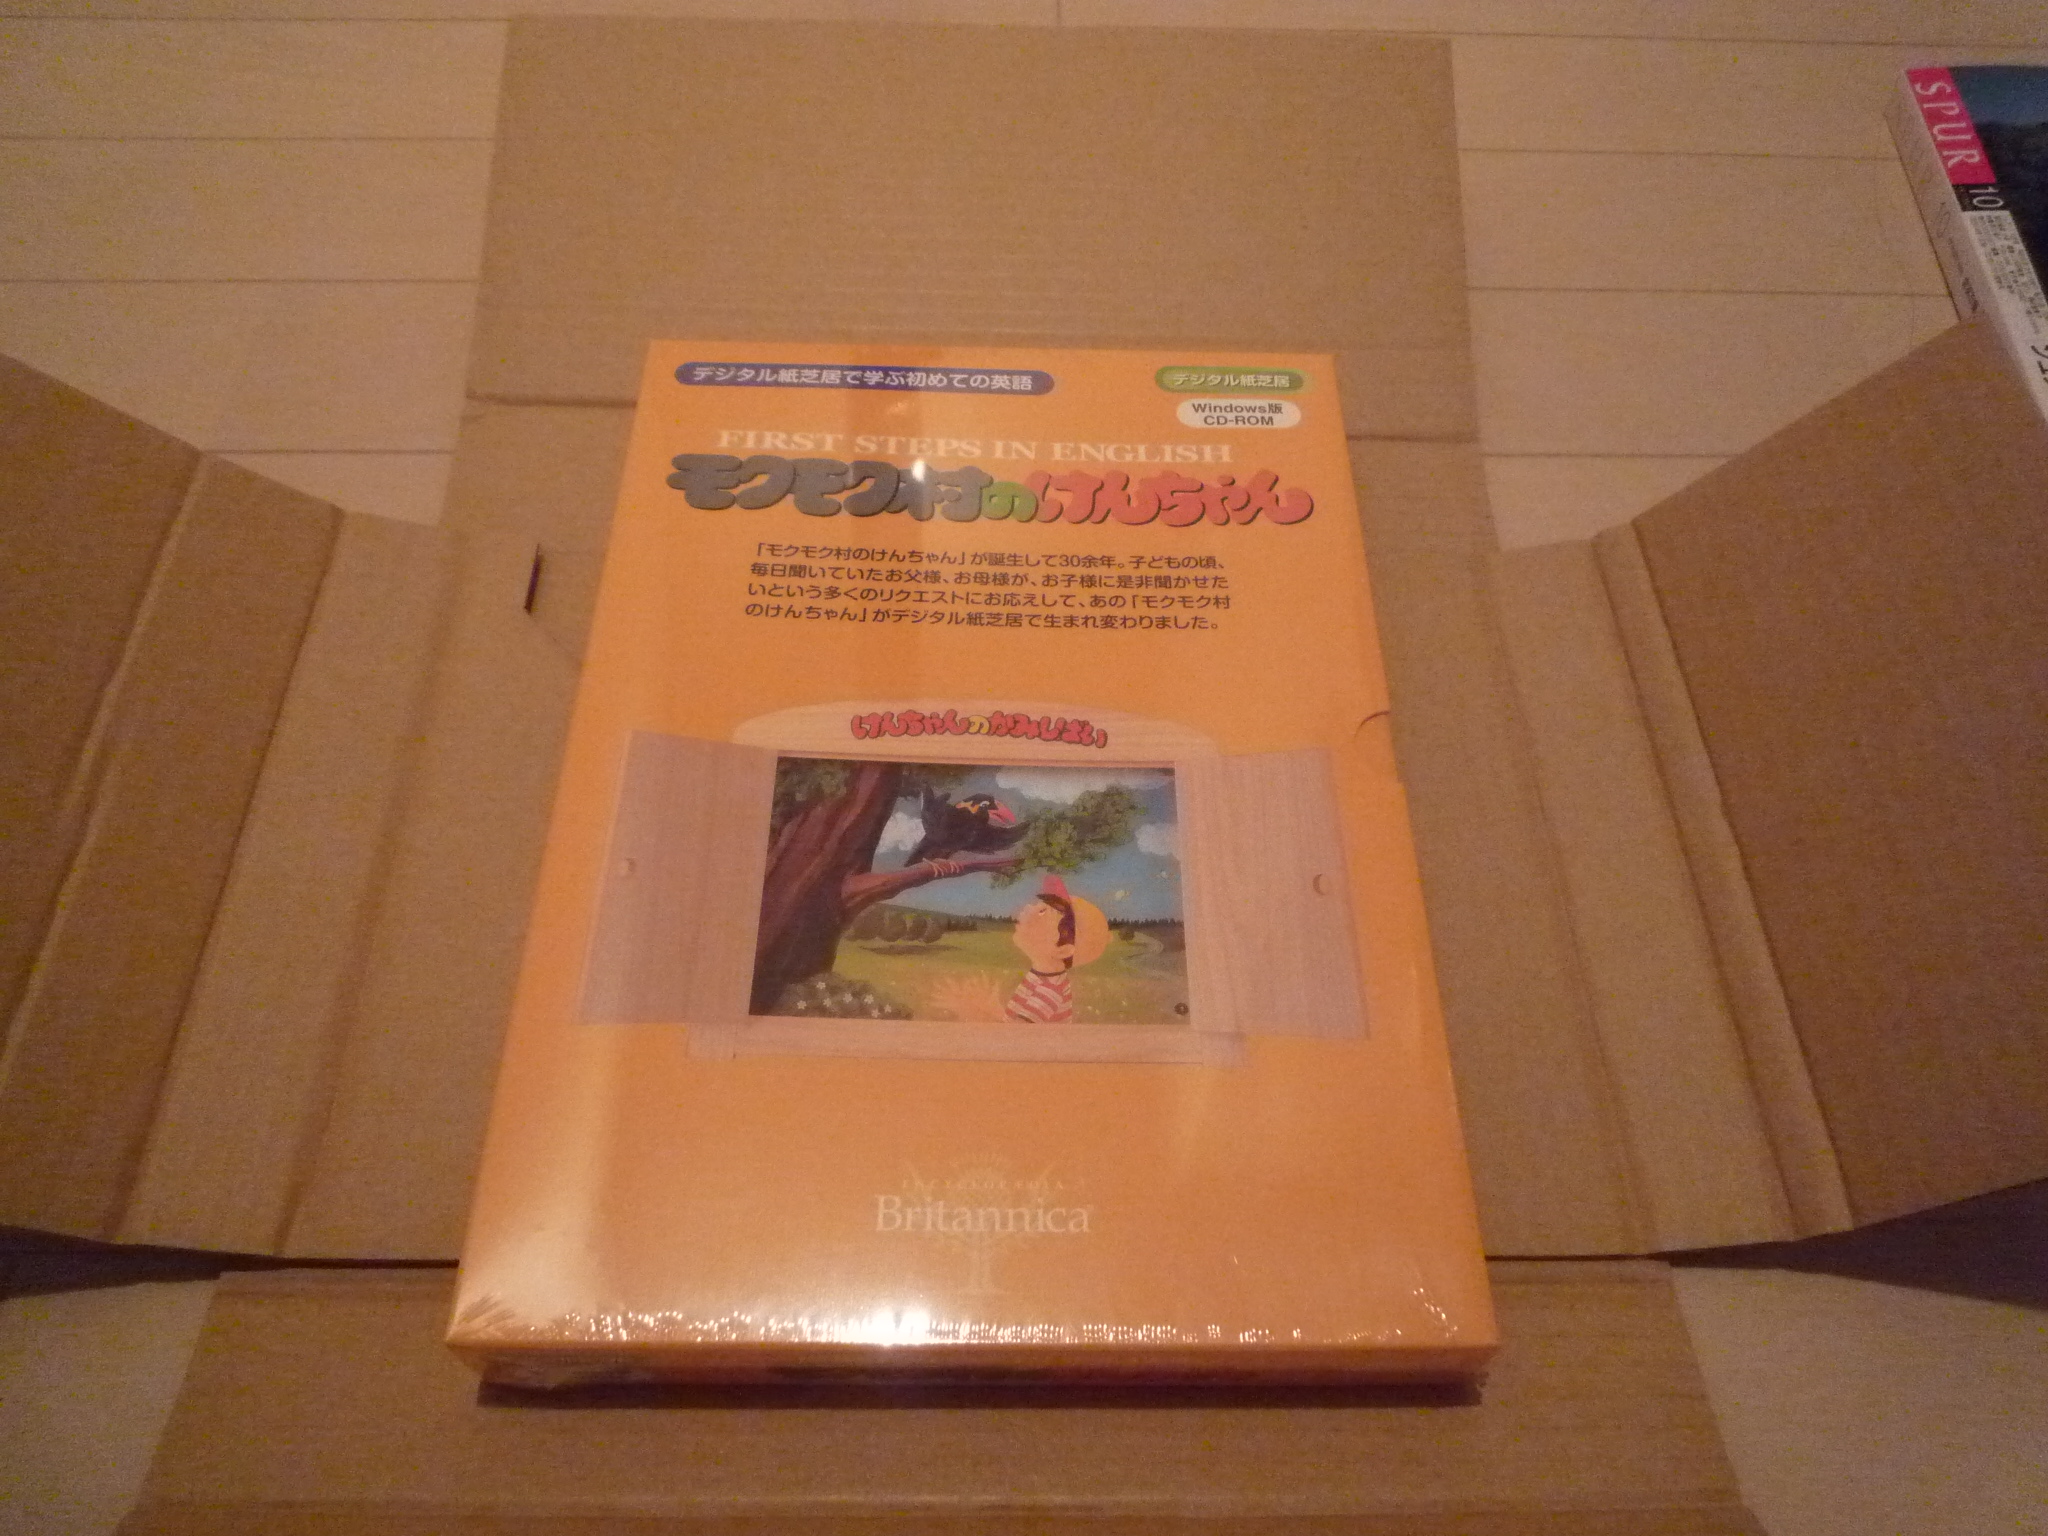 デジタル紙芝居で学ぶ初めての英語
デジタル紙芝居
Windows版
CD-ROM
FIRST STEPS IN ENGLISH
モクモク村のけんちゃん
「モクモク村のけんちゃん」が誕生して30余年。子どもの頃、
毎日聞いていたお父様、お母様が、お子様に是非聞かせた
いという多くのリクエストにお応えして、あの「モクモク村
のけんちゃん」がデジタル紙芝居で生まれ変わりました。
けんちゃんのかみしばい
ENCYCLOPÆDIA
Britannica
SPUR
10